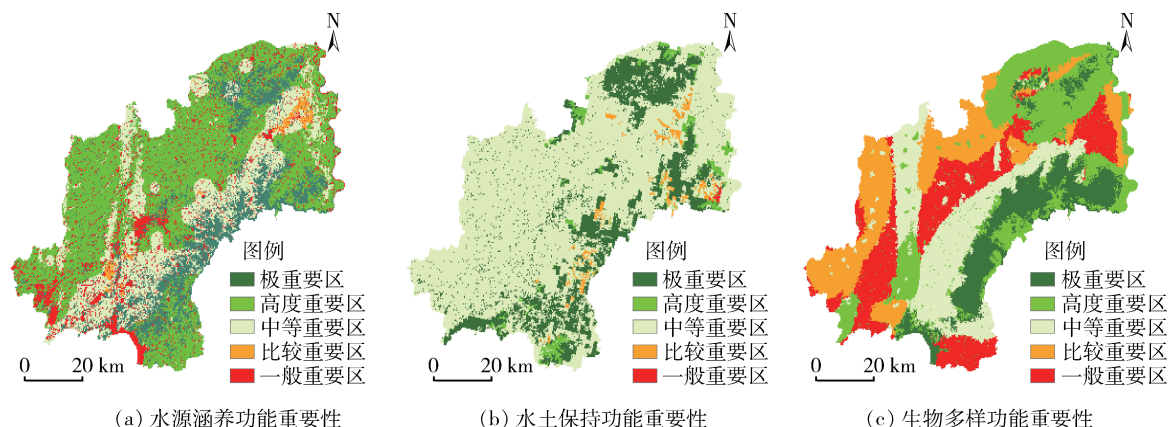 N
图例
极重要区
高度重要区
中等重要区
比较重要区
一般重要区
0 20 km
(a) 水源涵养功能重要性
N
图例
极重要区
高度重要区
中等重要区
比较重要区
一般重要区
0 20 km
(b) 水土保持功能重要性
N
图例
极重要区
高度重要区
中等重要区
比较重要区
一般重要区
0 20 km
(c) 生物多样功能重要性